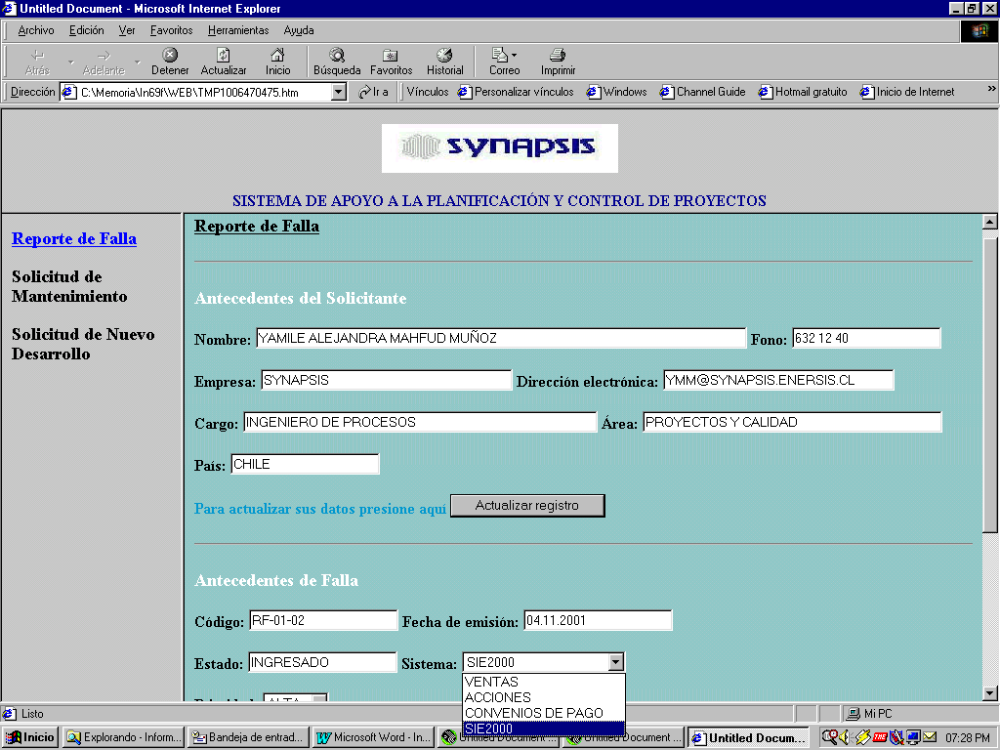 Untitled Document - Microsoft Internet Explorer
Archivo Edición Ver Favoritos Herramientas Ayuda
Atrás Adelante Detener Actualizar Inicio Búsqueda Favoritos Historial Correo Imprimir
Dirección C:\Memoria\In69f\WEB\TMP1006470475.htm Ir a Vínculos Personalizar vínculos Windows Channel Guide Hotmail gratuito Inicio de Internet »
SYNAPSIS
SISTEMA DE APOYO A LA PLANIFICACIÓN Y CONTROL DE PROYECTOS
Reporte de Falla
Solicitud de
Mantenimiento
Solicitud de Nuevo
Desarrollo
Reporte de Falla
Antecedentes del Solicitante
Nombre: YAMILE ALEJANDRA MAHFUD MUÑOZ Fono: 632 12 40
Empresa: SYNAPSIS Dirección electrónica: YMM@SYNAPSIS.ENERSIS.CL
Cargo: INGENIERO DE PROCESOS Área: PROYECTOS Y CALIDAD
País: CHILE
Para actualizar sus datos presione aquí Actualizar registro
Antecedentes de Falla
Código: RF-01-02 Fecha de emisión: 04.11.2001
Estado: INGRESADO Sistema: SIE2000
VENTAS
ACCIONES
CONVENIOS DE PAGO
SIE2000
ALTA
Listo Mi PC
Inicio Explorando - Inform... Bandeja de entrad... Microsoft Word - In... Untitled Document ... Untitled Document ... Untitled Docum... 07:28 PM